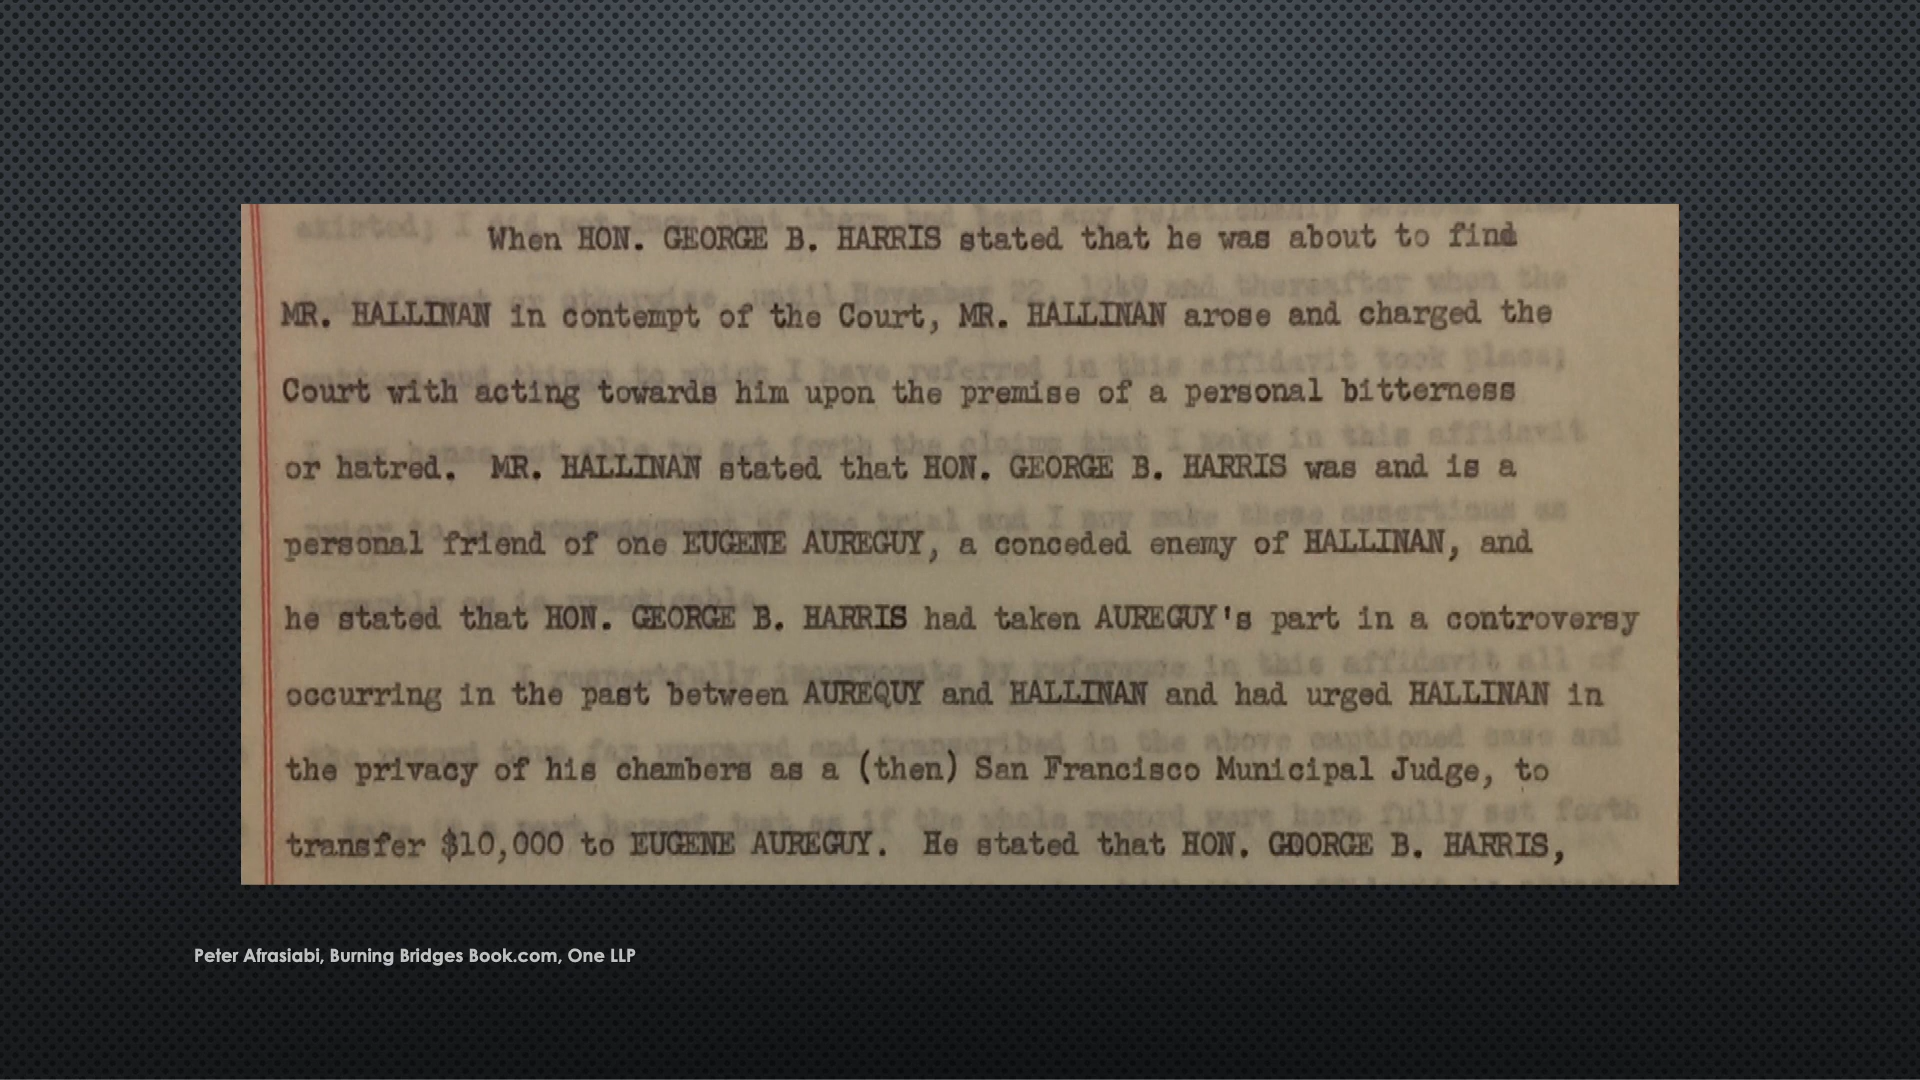 When HON. GEORGE B. HARRIS stated that he was about to find
MR. HALLINAN in contempt of the Court, MR. HALLINAN arose and charged the
Court with acting towards him upon the premise of a personal bitterness
or hatred. MR. HALLINAN stated that HON. GEORGE B. HARRIS was and is a
personal friend of one EUGENE AUREGUY, a conceded enemy of HALLINAN, and
he stated that HON. GEORGE B. HARRIS had taken AUREGUY's part in a controversy
occurring in the past between AUREQUY and HALLINAN and had urged HALLINAN in
the privacy of his chambers as a (then) San Francisco Municipal Judge, to
transfer $10,000 to EUGENE AUREGUY. He stated that HON. GOORGE B. HARRIS,
Peter Afrasiabi, Burning Bridges Book.com, One LLP